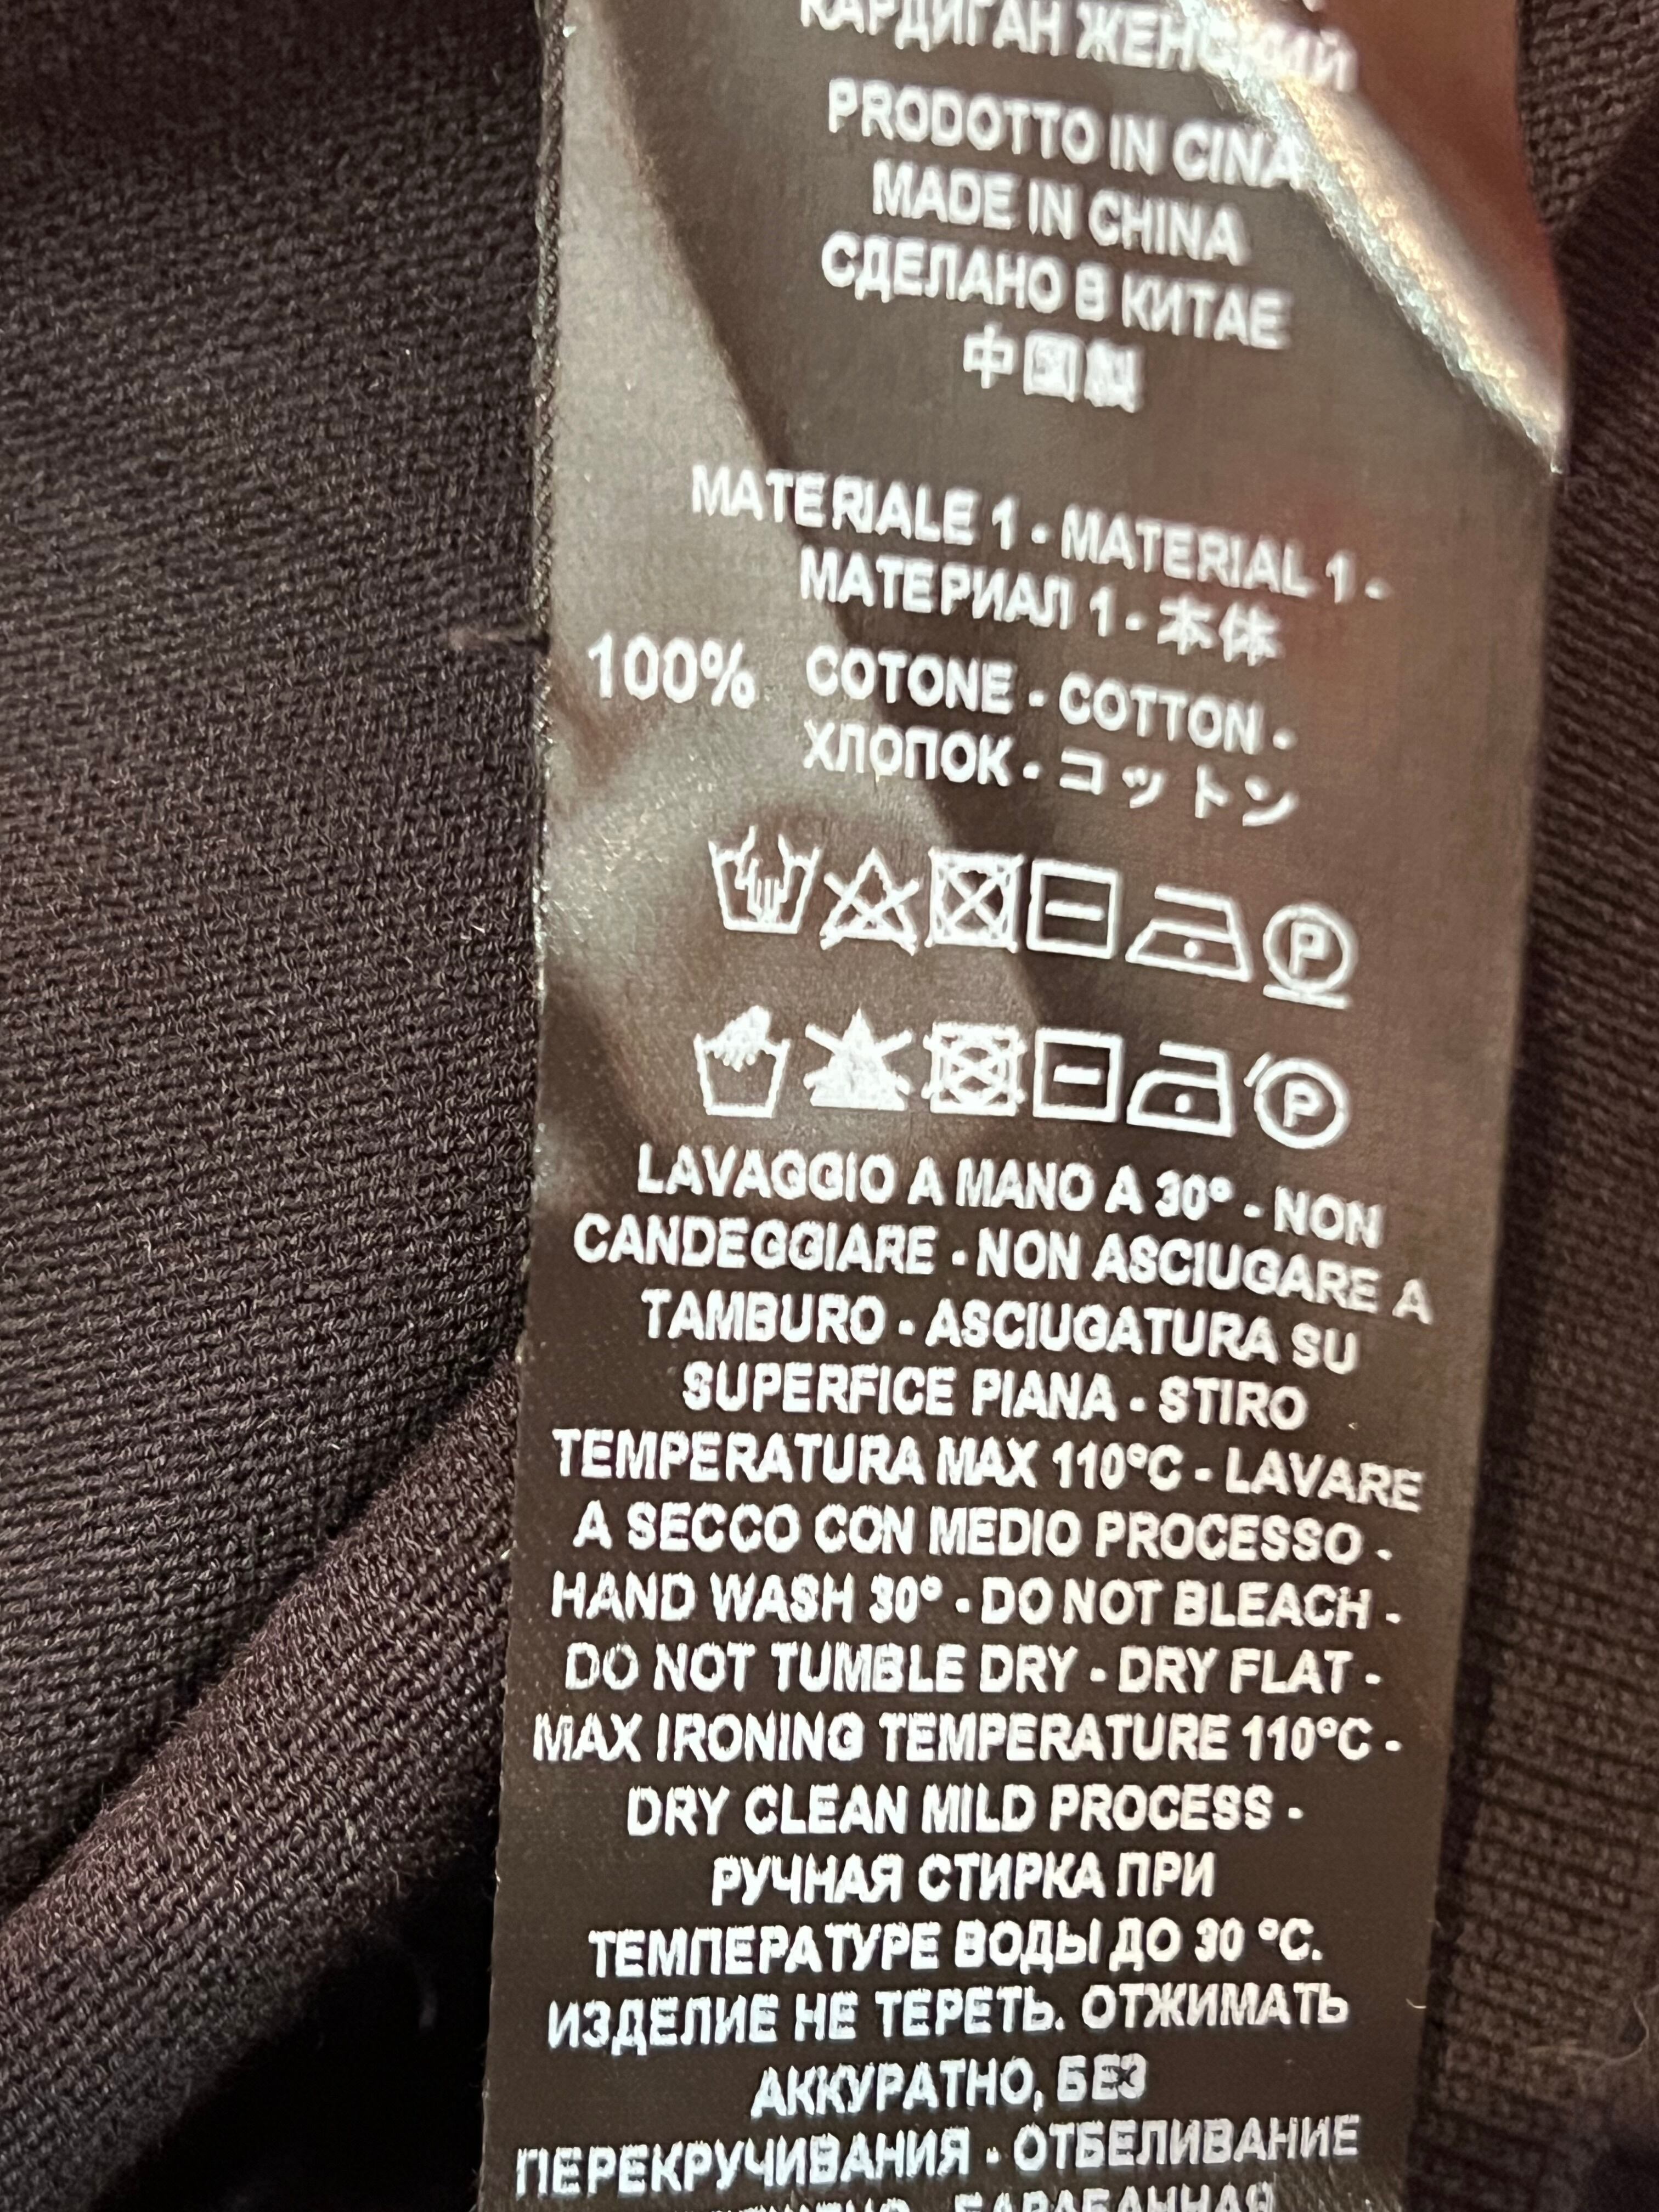 КАРДИГАН ЖЕНСКИЙ
PRODOTTO IN CINA
MADE IN CHINA
СДЕЛАНО В КИТАЕ
中国製
MATERIALE 1 - MATERIAL 1 -
МАТЕРИАЛ 1 - 本体
100% COTONE - COTTON -
ХЛОПОК - コットン
P
P
LAVAGGIO A MANO A 30° - NON
CANDEGGIARE - NON ASCIUGARE A
TAMBURO - ASCIUGATURA SU
SUPERFICE PIANA - STIRO
TEMPERATURA MAX 110°C - LAVARE
A SECCO CON MEDIO PROCESSO -
HAND WASH 30° - DO NOT BLEACH -
DO NOT TUMBLE DRY - DRY FLAT -
MAX IRONING TEMPERATURE 110°C -
DRY CLEAN MILD PROCESS -
РУЧНАЯ СТИРКА ПРИ
ТЕМПЕРАТУРЕ ВОДЫ ДО 30 °C.
ИЗДЕЛИЕ НЕ ТЕРЕТЬ. ОТЖИМАТЬ
АККУРАТНО, БЕЗ
ПЕРЕКРУЧИВАНИЯ - ОТБЕЛИВАНИЕ
БАРАБАННАЯ